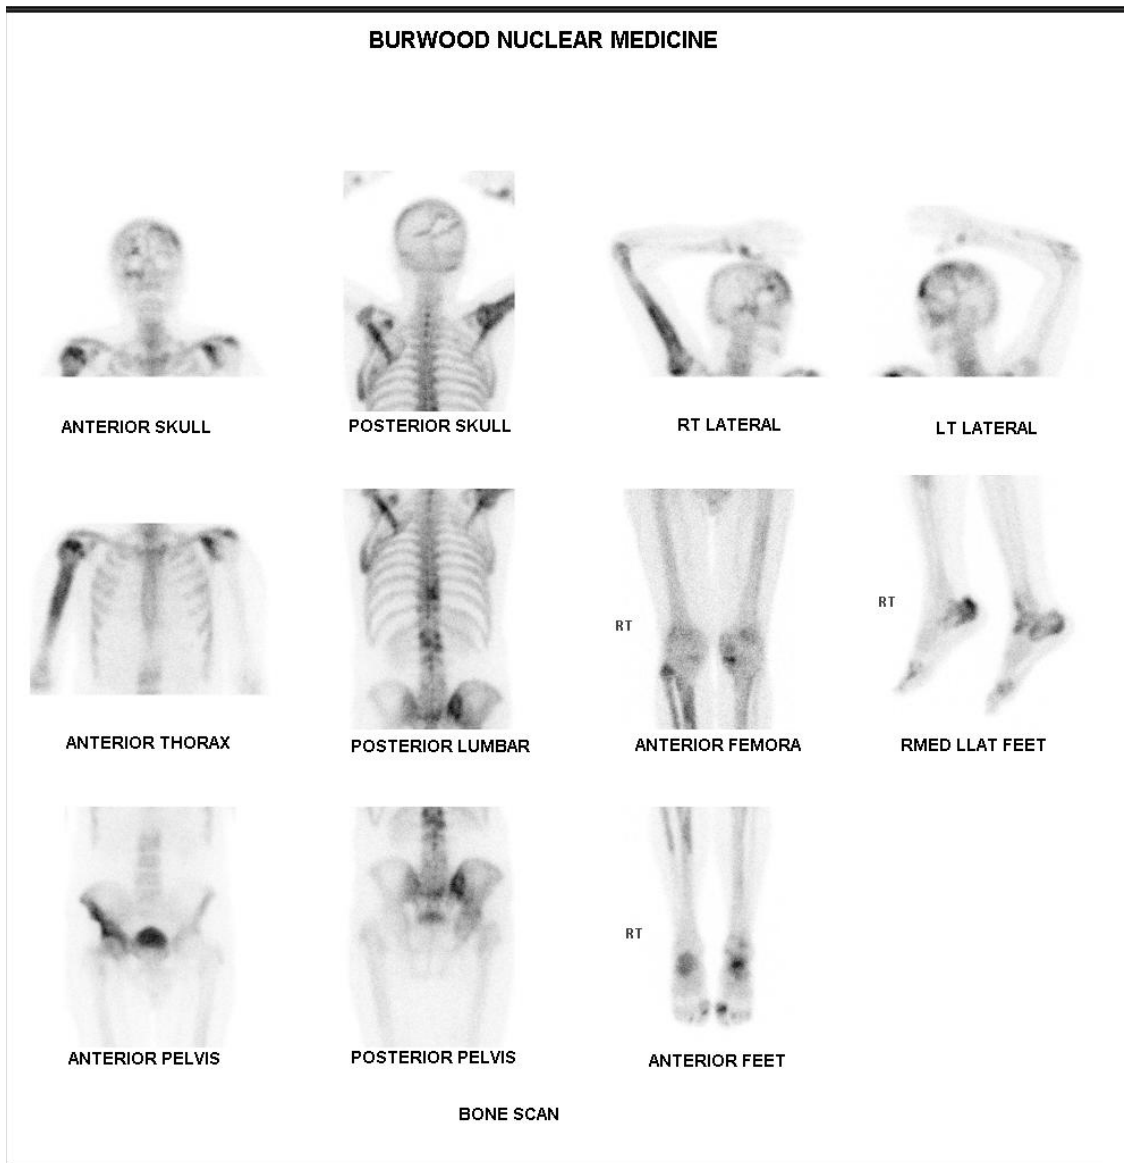 BURWOOD NUCLEAR MEDICINE
ANTERIOR SKULL
POSTERIOR SKULL
RT LATERAL
LT LATERAL
RT
RT
ANTERIOR THORAX
POSTERIOR LUMBAR
ANTERIOR FEMORA
RMED LLAT FEET
RT
ANTERIOR PELVIS
POSTERIOR PELVIS
ANTERIOR FEET
BONE SCAN